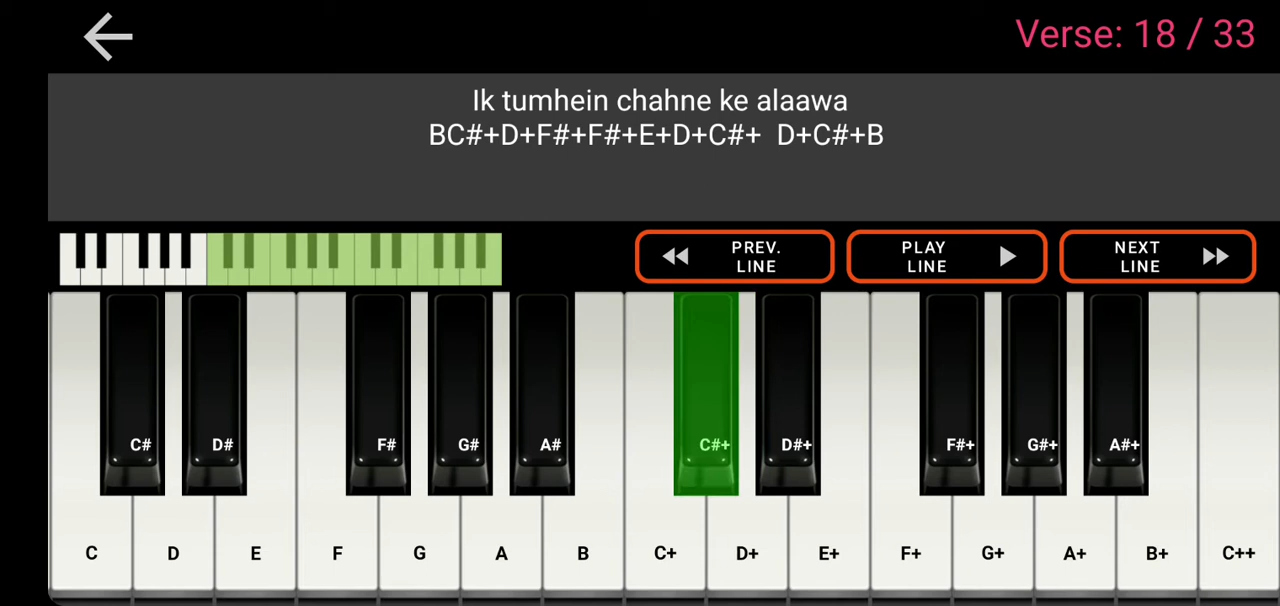 Verse: 18 / 33
Ik tumhein chahne ke alaawa
BC#+D+F#+F#+E+D+C#+  D+C#+B
PREV.
LINE
PLAY
LINE
NEXT
LINE
C# D# F# G# A# C#+ D#+ F#+ G#+ A#+
C D E F G A B C+ D+ E+ F+ G+ A+ B+ C++